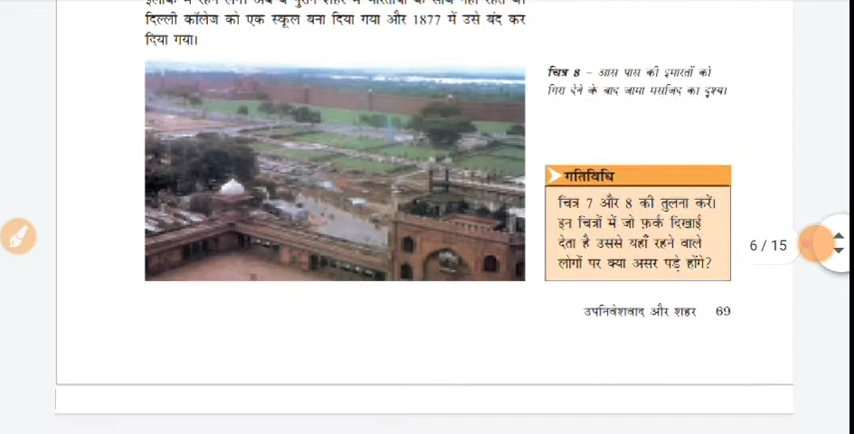 दिल्ली कॉलेज को एक स्कूल बना दिया गया और 1877 में उसे बंद कर
दिया गया।
चित्र 8 - आस पास की इमारतों को
गिरा देने के बाद जामा मसजिद का दृश्य।
गतिविधि
चित्र 7 और 8 की तुलना करें।
इन चित्रों में जो फ़र्क दिखाई
देता है उससे यहाँ रहने वाले
लोगों पर क्या असर पड़े होंगे?
6 / 15
उपनिवेशवाद और शहर 69